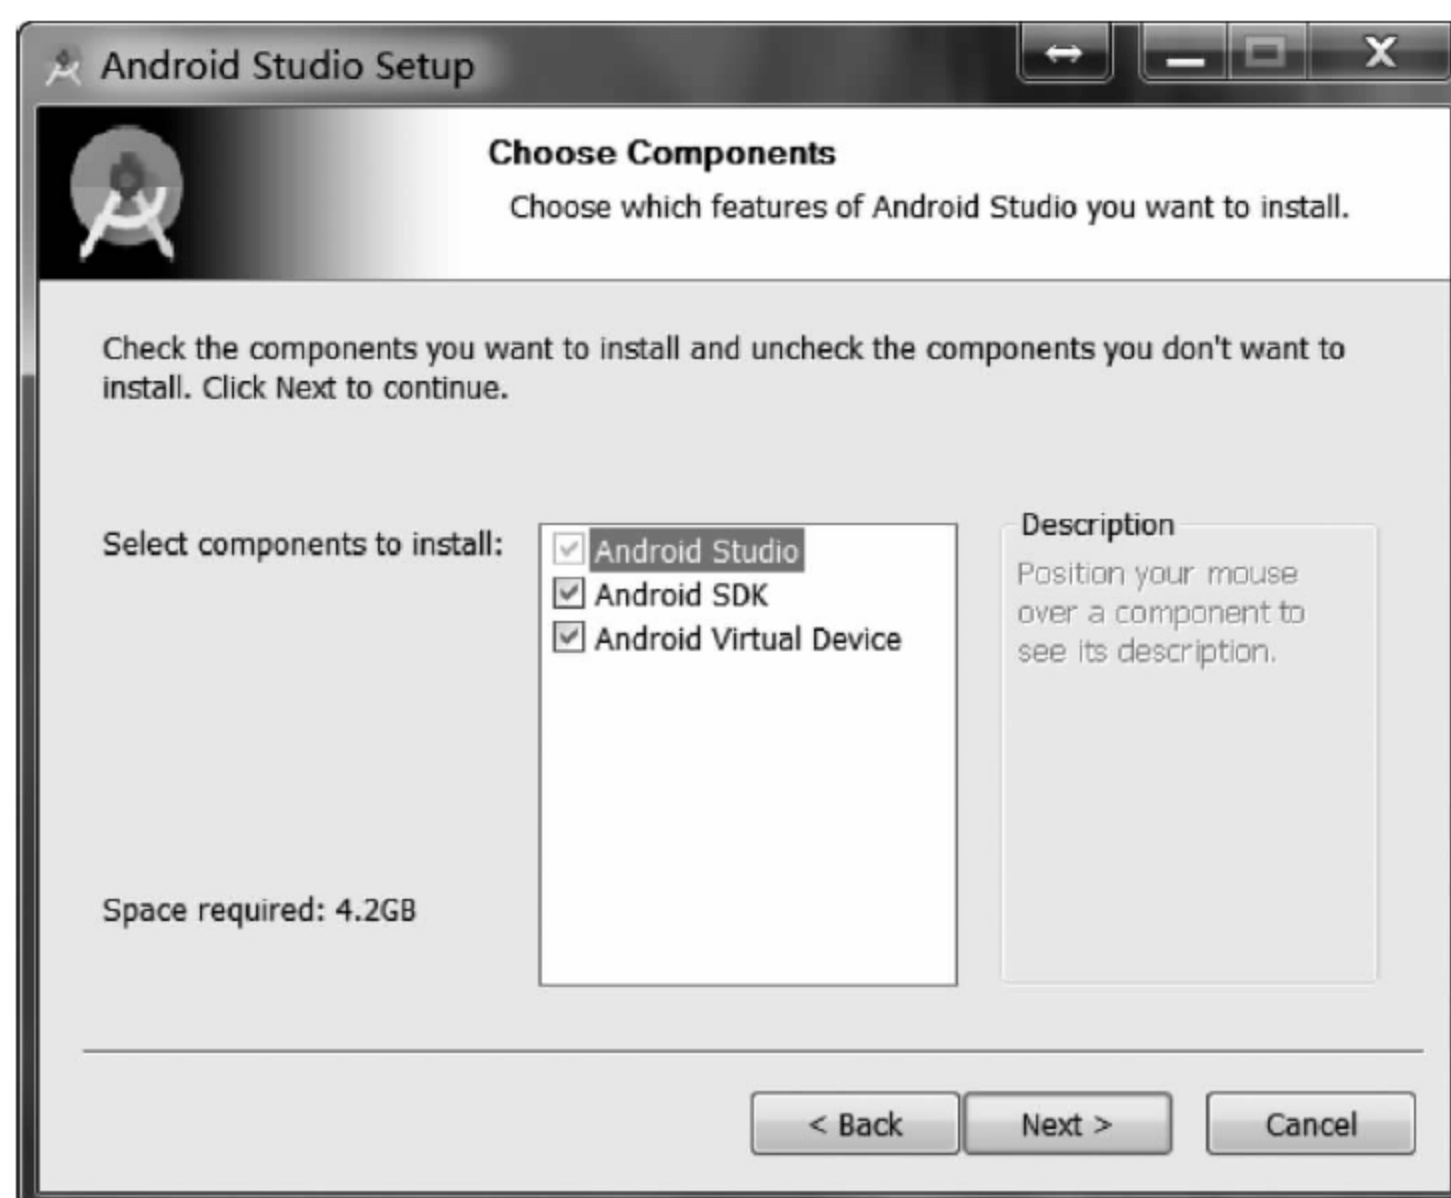 Android Studio Setup
Choose Components
Choose which features of Android Studio you want to install.
Check the components you want to install and uncheck the components you don't want to
install. Click Next to continue.
Select components to install:
Android Studio
Android SDK
Android Virtual Device
Description
Position your mouse
over a component to
see its description.
Space required: 4.2GB
< Back
Next >
Cancel